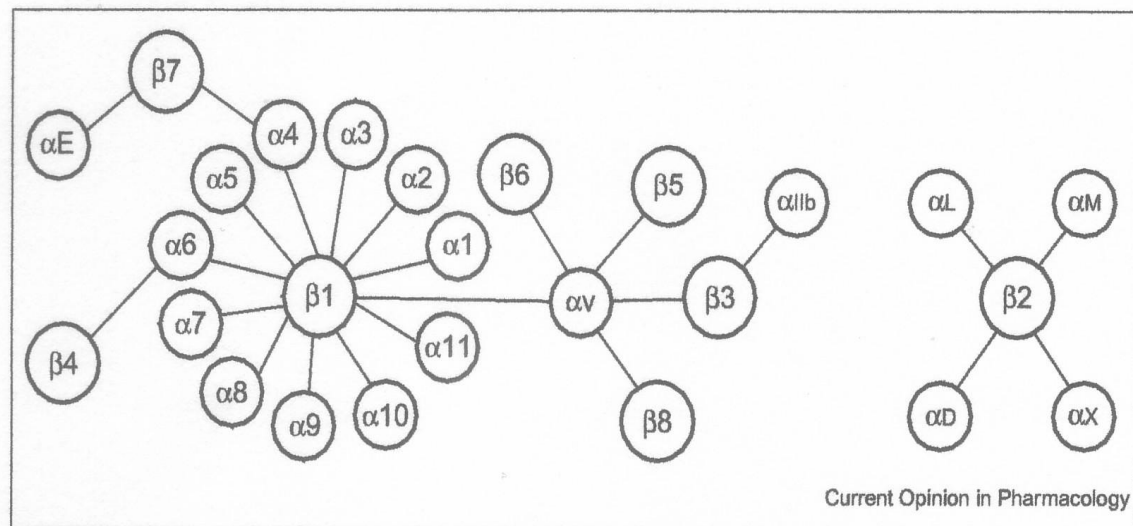 β7
αE
α4
α3
α5
α2
β6
β5
αIIb
αL
αM
α6
α1
β1
αv
β3
β2
α7
α11
β4
α8
α9
α10
β8
αD
αX
Current Opinion in Pharmacology